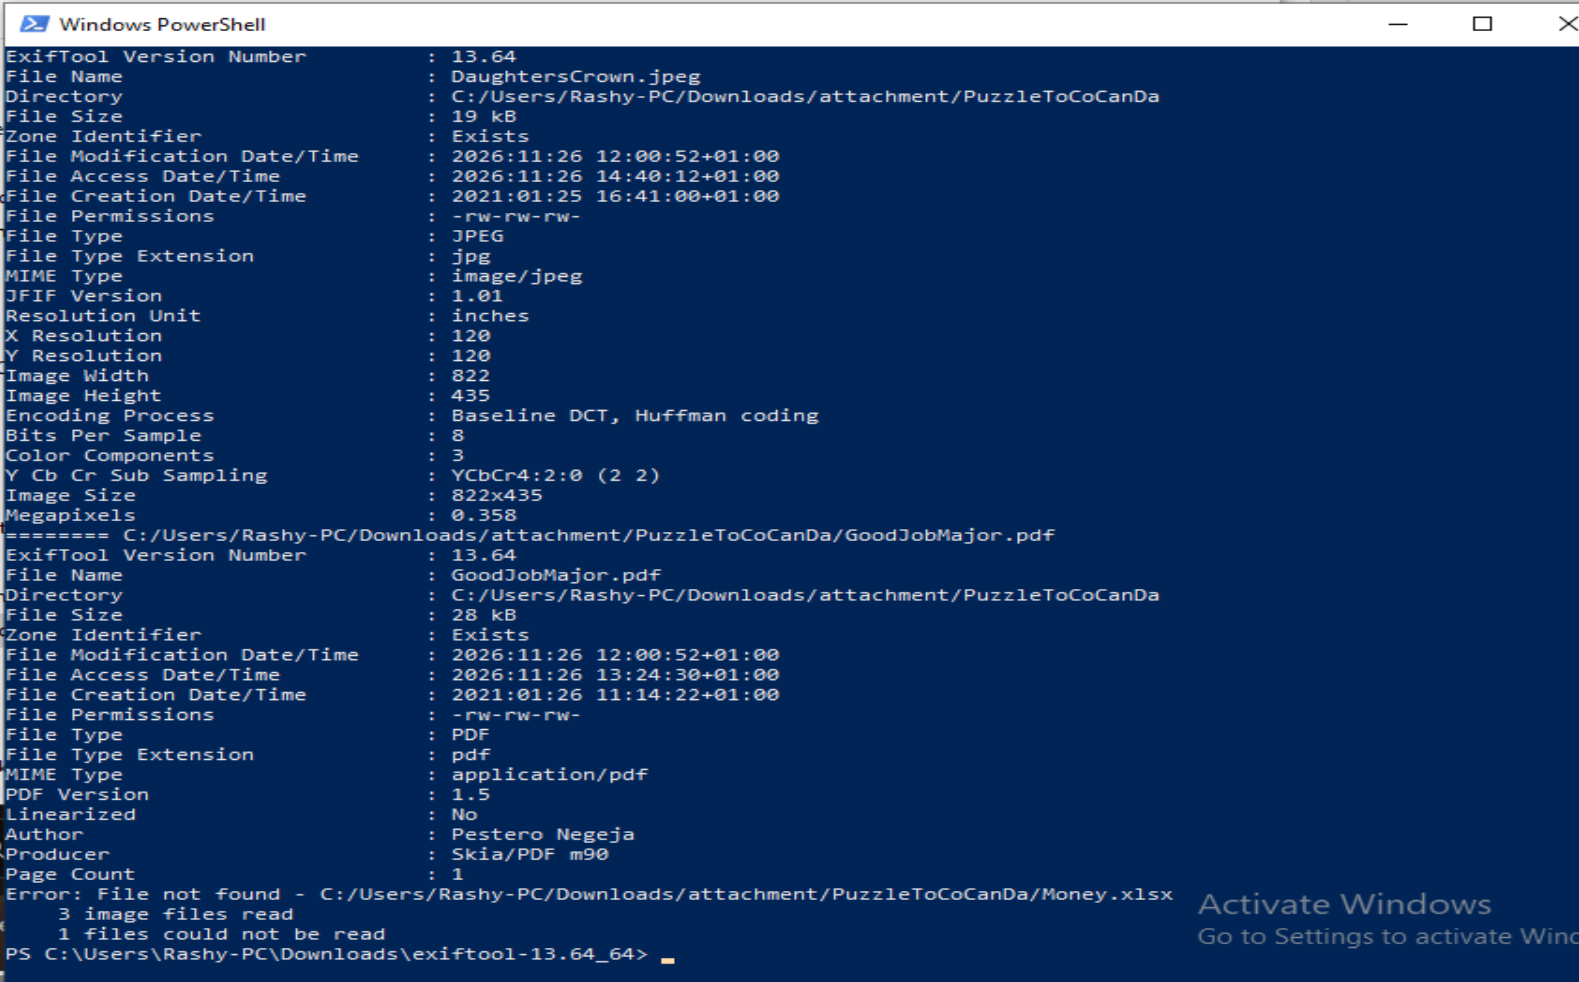 Windows PowerShell
ExifTool Version Number : 13.64
File Name : DaughtersCrown.jpeg
Directory : C:/Users/Rashy-PC/Downloads/attachment/PuzzleToCoCanDa
File Size : 19 kB
Zone Identifier : Exists
File Modification Date/Time : 2026:11:26 12:00:52+01:00
File Access Date/Time : 2026:11:26 14:40:12+01:00
File Creation Date/Time : 2021:01:25 16:41:00+01:00
File Permissions : -rw-rw-rw-
File Type : JPEG
File Type Extension : jpg
MIME Type : image/jpeg
JFIF Version : 1.01
Resolution Unit : inches
X Resolution : 120
Y Resolution : 120
Image Width : 822
Image Height : 435
Encoding Process : Baseline DCT, Huffman coding
Bits Per Sample : 8
Color Components : 3
Y Cb Cr Sub Sampling : YCbCr4:2:0 (2 2)
Image Size : 822x435
Megapixels : 0.358
======== C:/Users/Rashy-PC/Downloads/attachment/PuzzleToCoCanDa/GoodJobMajor.pdf
ExifTool Version Number : 13.64
File Name : GoodJobMajor.pdf
Directory : C:/Users/Rashy-PC/Downloads/attachment/PuzzleToCoCanDa
File Size : 28 kB
Zone Identifier : Exists
File Modification Date/Time : 2026:11:26 12:00:52+01:00
File Access Date/Time : 2026:11:26 13:24:30+01:00
File Creation Date/Time : 2021:01:26 11:14:22+01:00
File Permissions : -rw-rw-rw-
File Type : PDF
File Type Extension : pdf
MIME Type : application/pdf
PDF Version : 1.5
Linearized : No
Author : Pestero Negeja
Producer : Skia/PDF m90
Page Count : 1
Error: File not found - C:/Users/Rashy-PC/Downloads/attachment/PuzzleToCoCanDa/Money.xlsx
3 image files read
1 files could not be read
PS C:\Users\Rashy-PC\Downloads\exiftool-13.64_64>
Activate Windows
Go to Settings to activate Wind